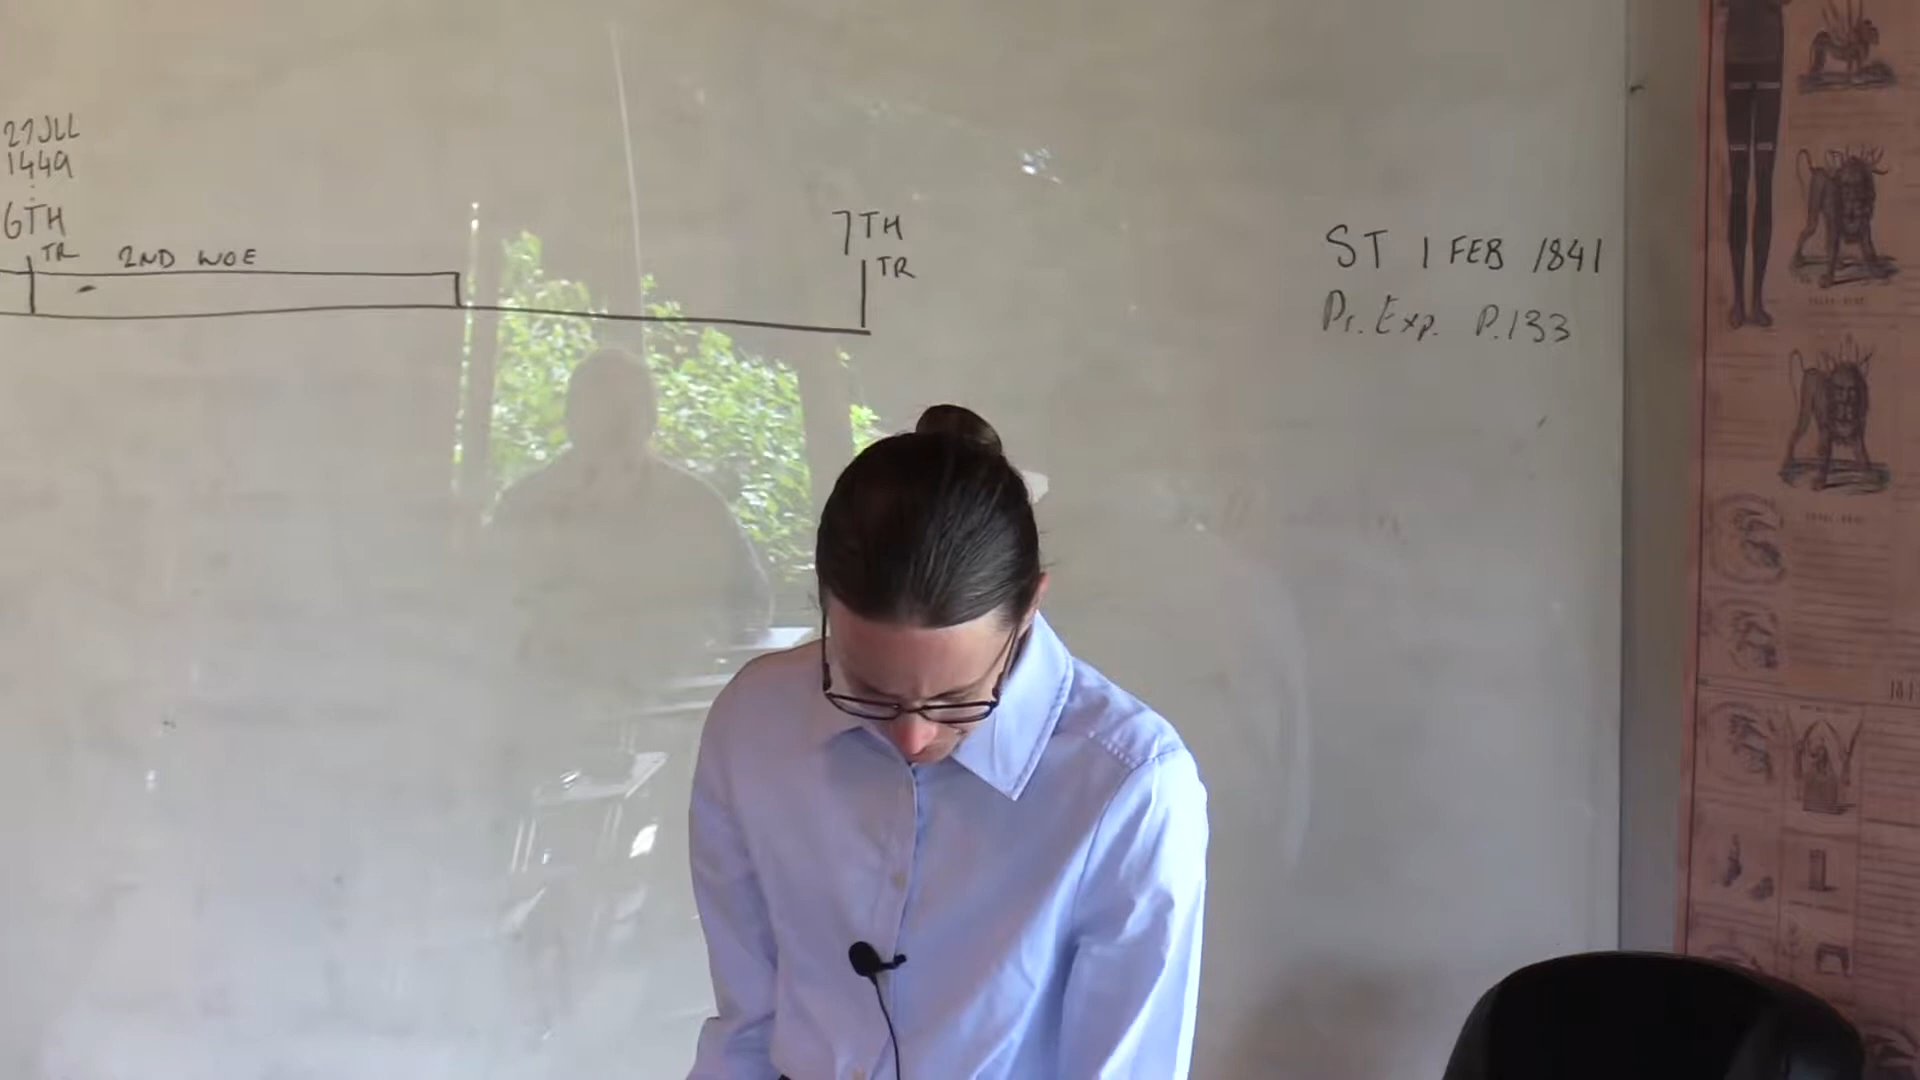 27 JUL
1449
6TH
TR
2ND WOE
7TH
TR
ST 1 FEB 1841
Pr. Exp. P.133